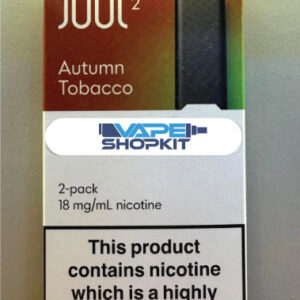 JUUL2
Autumn
Tobacco
VAPE
SHOPKIT
2-pack
18 mg/mL nicotine
This product
contains nicotine
which is a highly